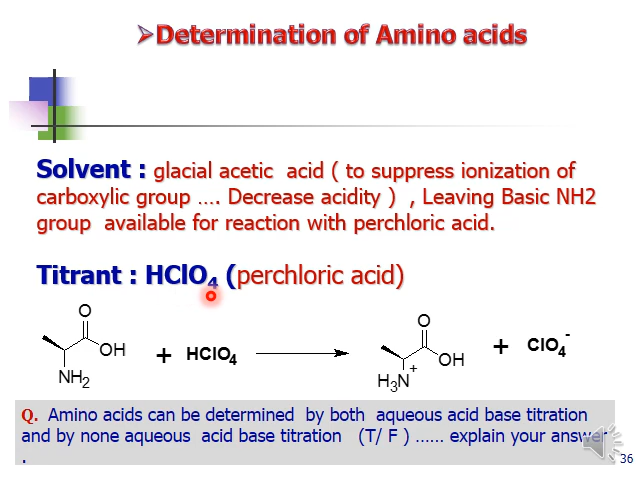 ➢Determination of Amino acids
Solvent : glacial acetic acid ( to suppress ionization of
carboxylic group …. Decrease acidity ) , Leaving Basic NH2
group available for reaction with perchloric acid.
Titrant : HClO4 (perchloric acid)
O
OH
NH2
+ HClO4
O
OH
H3N+
+ ClO4-
Q. Amino acids can be determined by both aqueous acid base titration
and by none aqueous acid base titration (T/ F ) …… explain your answer
.
36